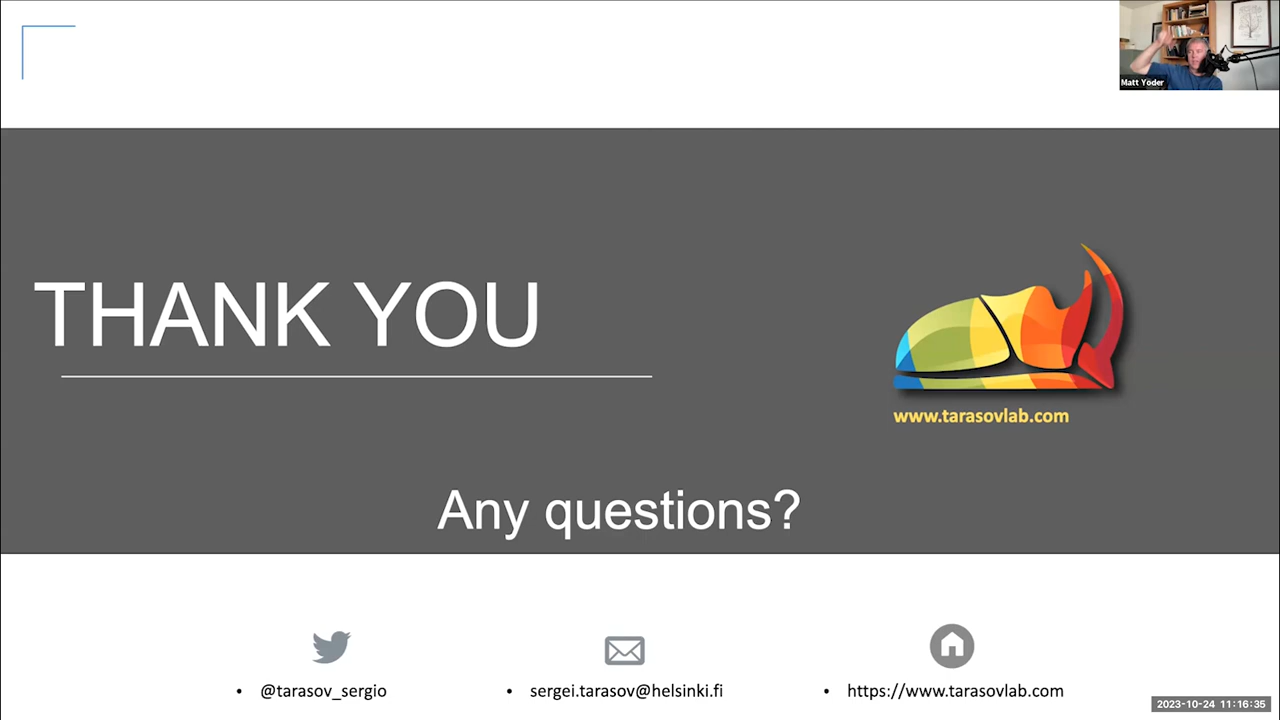 Matt Yoder
THANK YOU
www.tarasovlab.com
Any questions?
• @tarasov_sergio
• sergei.tarasov@helsinki.fi
• https://www.tarasovlab.com
2023-10-24 11:16:35